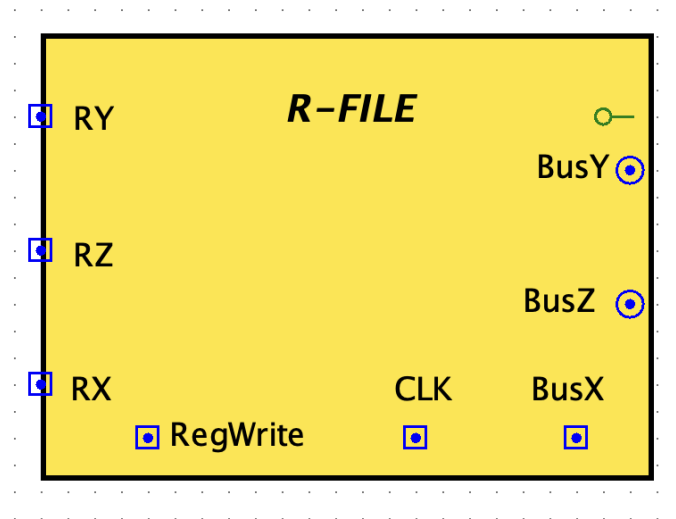 R-FILE
RY
BusY
RZ
BusZ
RX
CLK
BusX
RegWrite